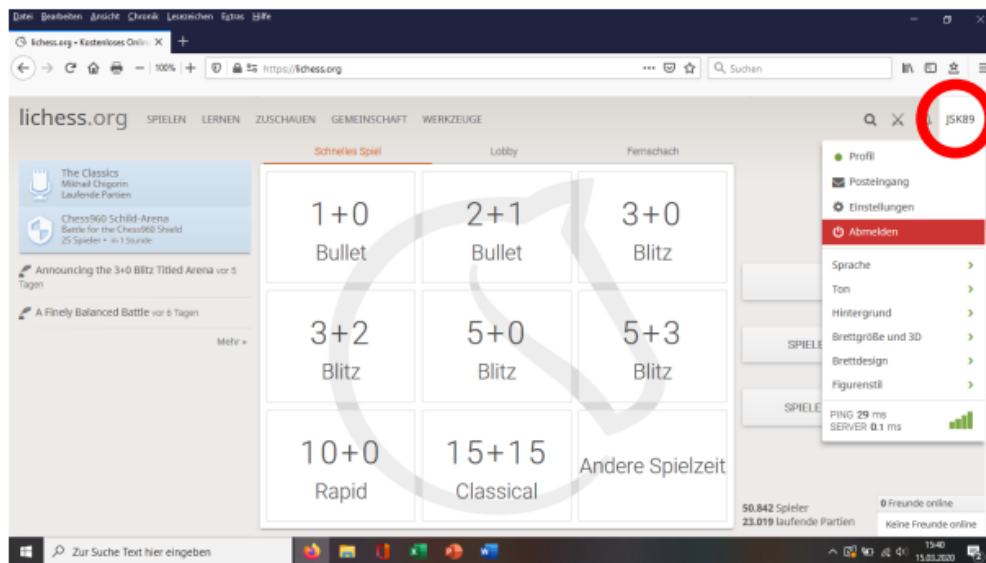 Datei Bearbeiten Ansicht Chronik Lesezeichen Extras Hilfe
lichess.org • Kostenloses Onlin
https://lichess.org
100%
Suchen
lichess.org SPIELEN LERNEN ZUSCHAUEN GEMEINSCHAFT WERKZEUGE
JSK89
Schnelles Spiel Lobby Fernschach
The Classics
Mikhail Chigorin
Laufende Partien
Chess960 Schild-Arena
Battle for the Chess960 Shield
25 Spieler • in 1 Stunde
Announcing the 3+0 Blitz Titled Arena vor 5
Tagen
A Finely Balanced Battle vor 6 Tagen
Mehr »
1+0
Bullet
2+1
Bullet
3+0
Blitz
3+2
Blitz
5+0
Blitz
5+3
Blitz
10+0
Rapid
15+15
Classical
Andere Spielzeit
SPIELE
SPIELE
Profil
Posteingang
Einstellungen
Abmelden
Sprache
Ton
Hintergrund
Brettgröße und 3D
Brettdesign
Figurenstil
PING 29 ms
SERVER 0.1 ms
50.842 Spieler
23.019 laufende Partien
0 Freunde online
Keine Freunde online
Zur Suche Text hier eingeben
15:40
15.03.2020